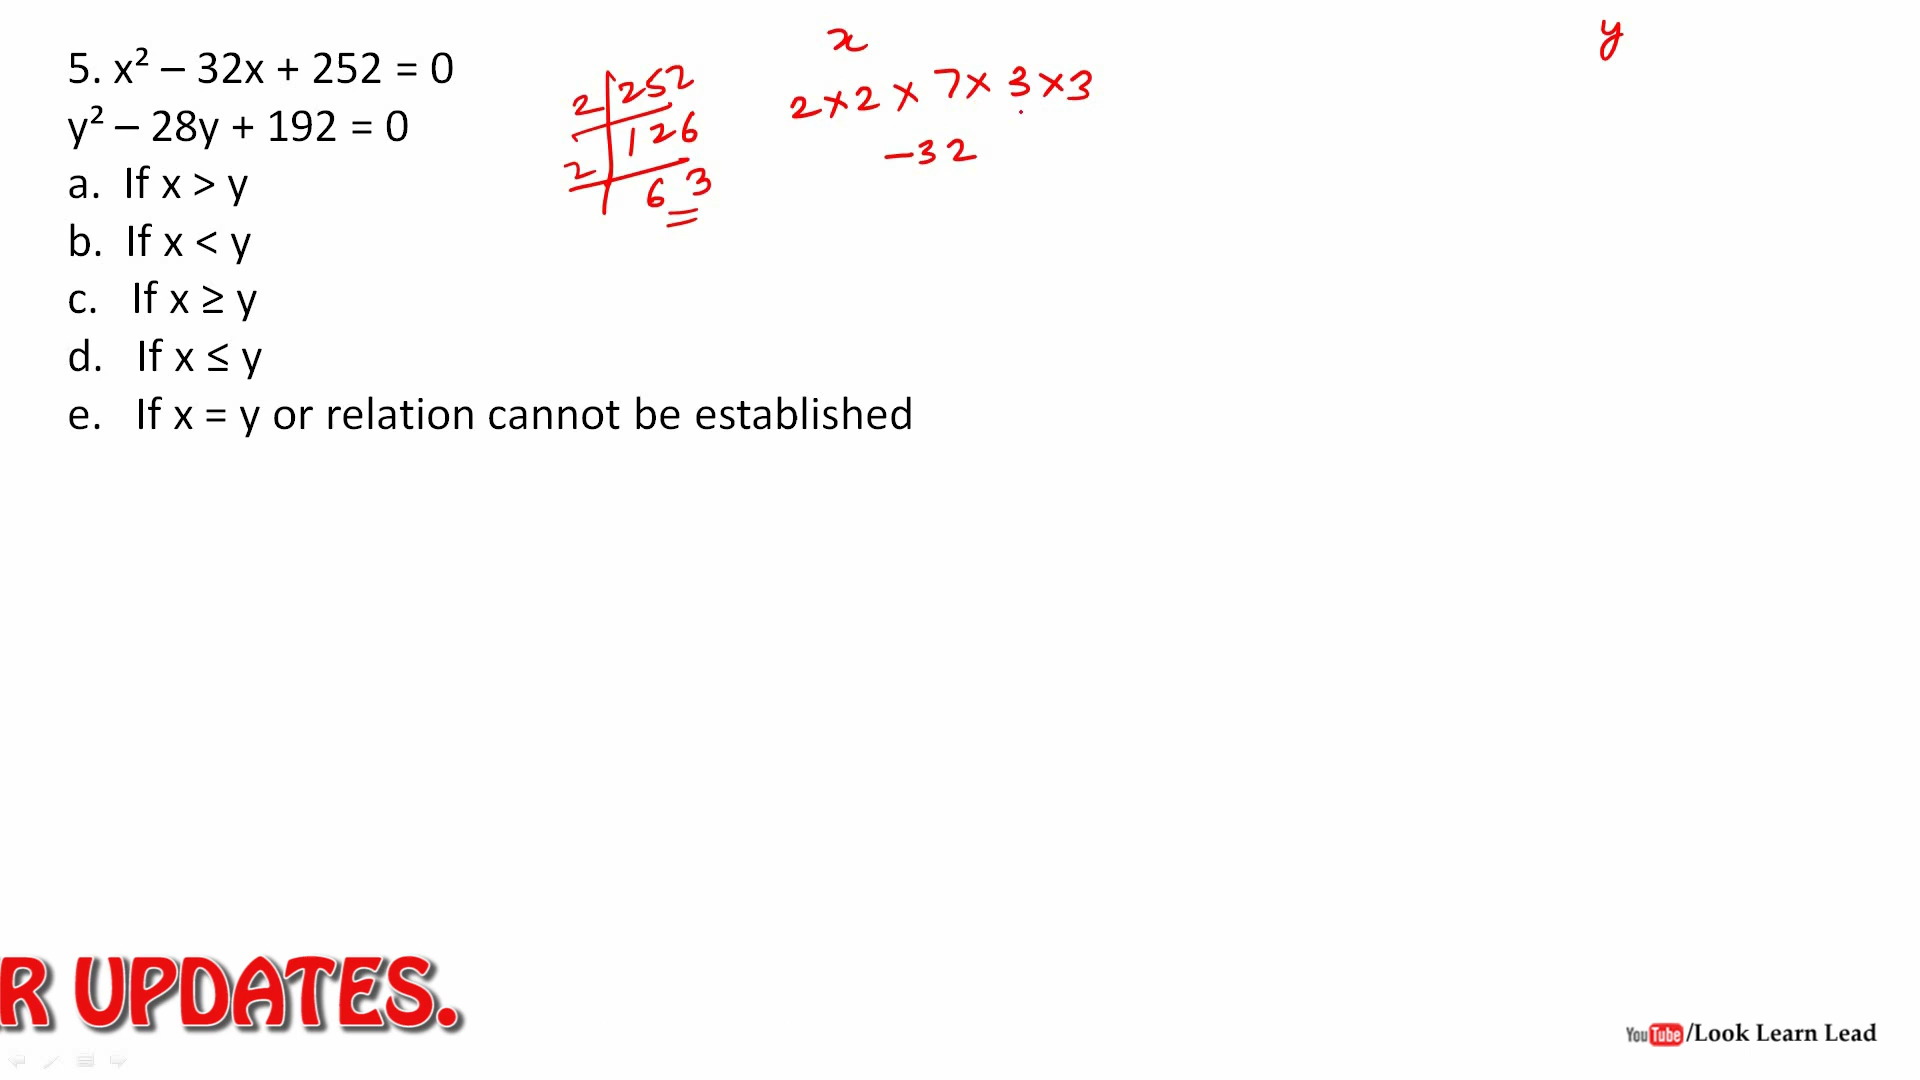 5. x² – 32x + 252 = 0
y² – 28y + 192 = 0
a. If x > y
b. If x < y
c. If x ≥ y
d. If x ≤ y
e. If x = y or relation cannot be established
2 252
126
2
63
x
2 × 2 × 7 × 3 × 3
-32
y
R UPDATES.
YouTube/Look Learn Lead